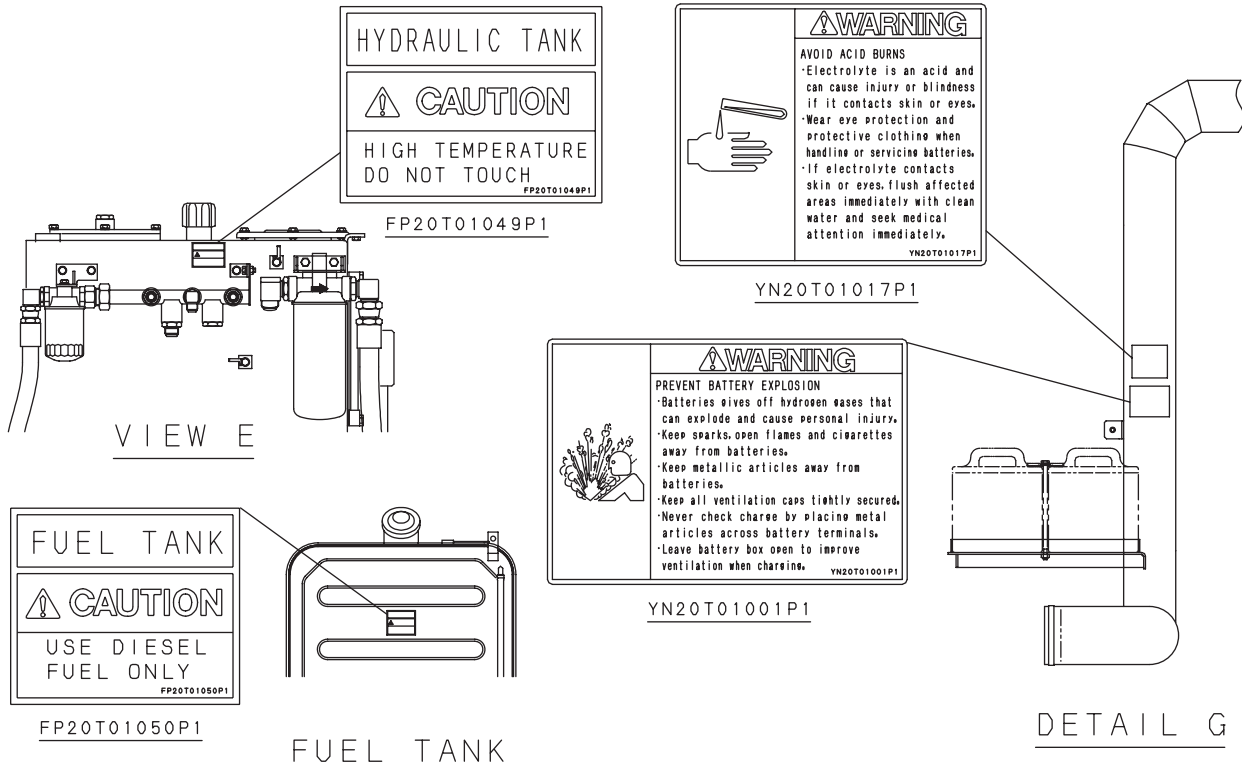 HYDRAULIC TANK
CAUTION
HIGH TEMPERATURE
DO NOT TOUCH
FP20T01049P1
FP20T01049P1
VIEW E
WARNING
AVOID ACID BURNS
·Electrolyte is an acid and
can cause injury or blindness
if it contacts skin or eyes.
·Wear eye protection and
protective clothing when
handling or servicing batteries.
·If electrolyte contacts
skin or eyes, flush affected
areas immediately with clean
water and seek medical
attention immediately.
YN20T01017P1
YN20T01017P1
WARNING
PREVENT BATTERY EXPLOSION
·Batteries gives off hydrogen gases that
can explode and cause personal injury.
·Keep sparks, open flames and cigarettes
away from batteries.
·Keep metallic articles away from
batteries.
·Keep all ventilation caps tightly secured.
·Never check charge by placing metal
articles across battery terminals.
·Leave battery box open to improve
ventilation when charging.
YN20T01001P1
YN20T01001P1
FUEL TANK
CAUTION
USE DIESEL
FUEL ONLY
FP20T01050P1
FP20T01050P1
FUEL TANK
DETAIL G